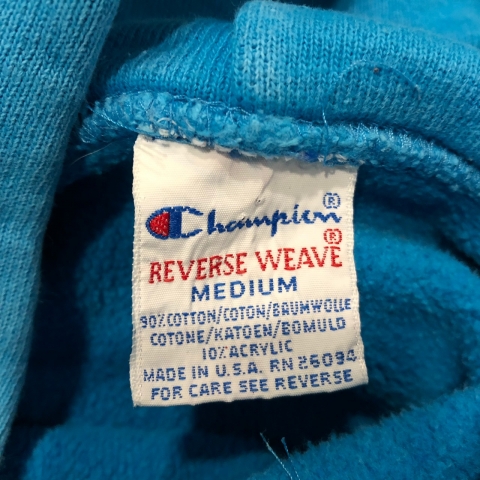 Champion®
REVERSE WEAVE®
MEDIUM
90%COTTON/COTON/BAUMWOLLE
COTONE/KATOEN/BOMULD
10%ACRYLIC
MADE IN U.S.A. RN 26094
FOR CARE SEE REVERSE